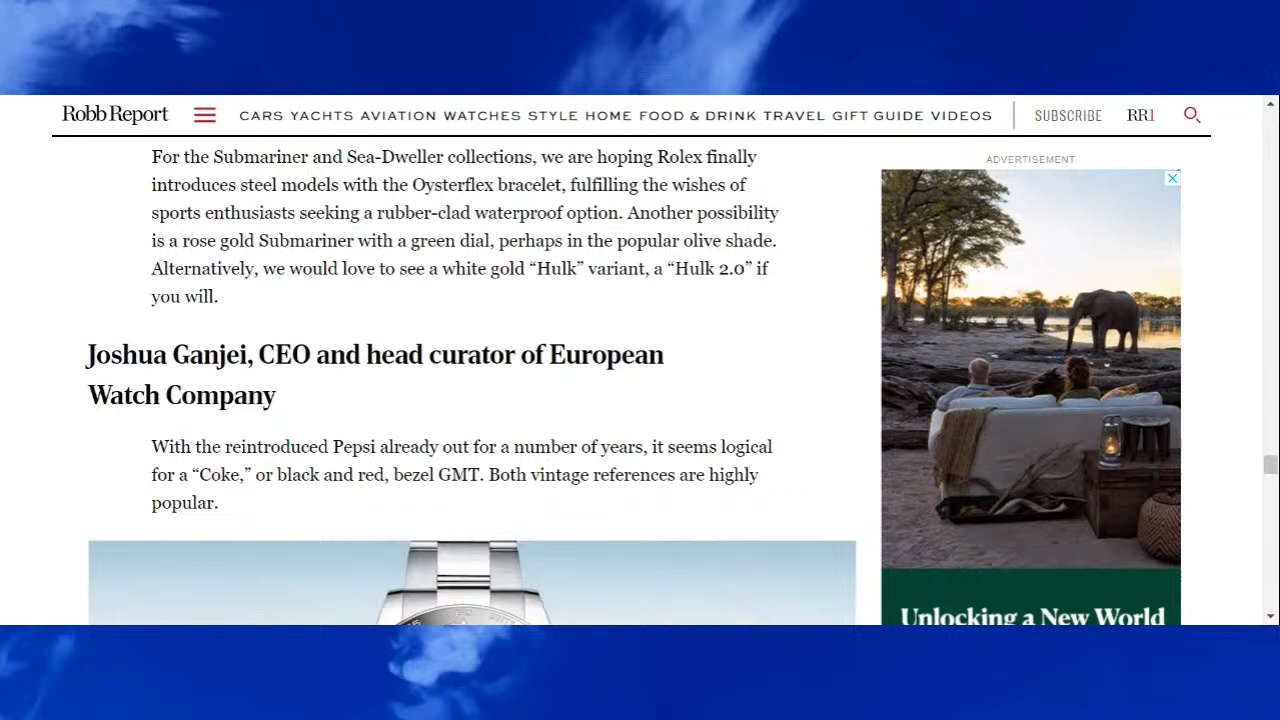 Robb Report
CARS YACHTS AVIATION WATCHES STYLE HOME FOOD & DRINK TRAVEL GIFT GUIDE VIDEOS
SUBSCRIBE
RR1
For the Submariner and Sea-Dweller collections, we are hoping Rolex finally
introduces steel models with the Oysterflex bracelet, fulfilling the wishes of
sports enthusiasts seeking a rubber-clad waterproof option. Another possibility
is a rose gold Submariner with a green dial, perhaps in the popular olive shade.
Alternatively, we would love to see a white gold “Hulk” variant, a “Hulk 2.0” if
you will.
Joshua Ganjei, CEO and head curator of European
Watch Company
With the reintroduced Pepsi already out for a number of years, it seems logical
for a “Coke,” or black and red, bezel GMT. Both vintage references are highly
popular.
ADVERTISEMENT
Unlocking a New World